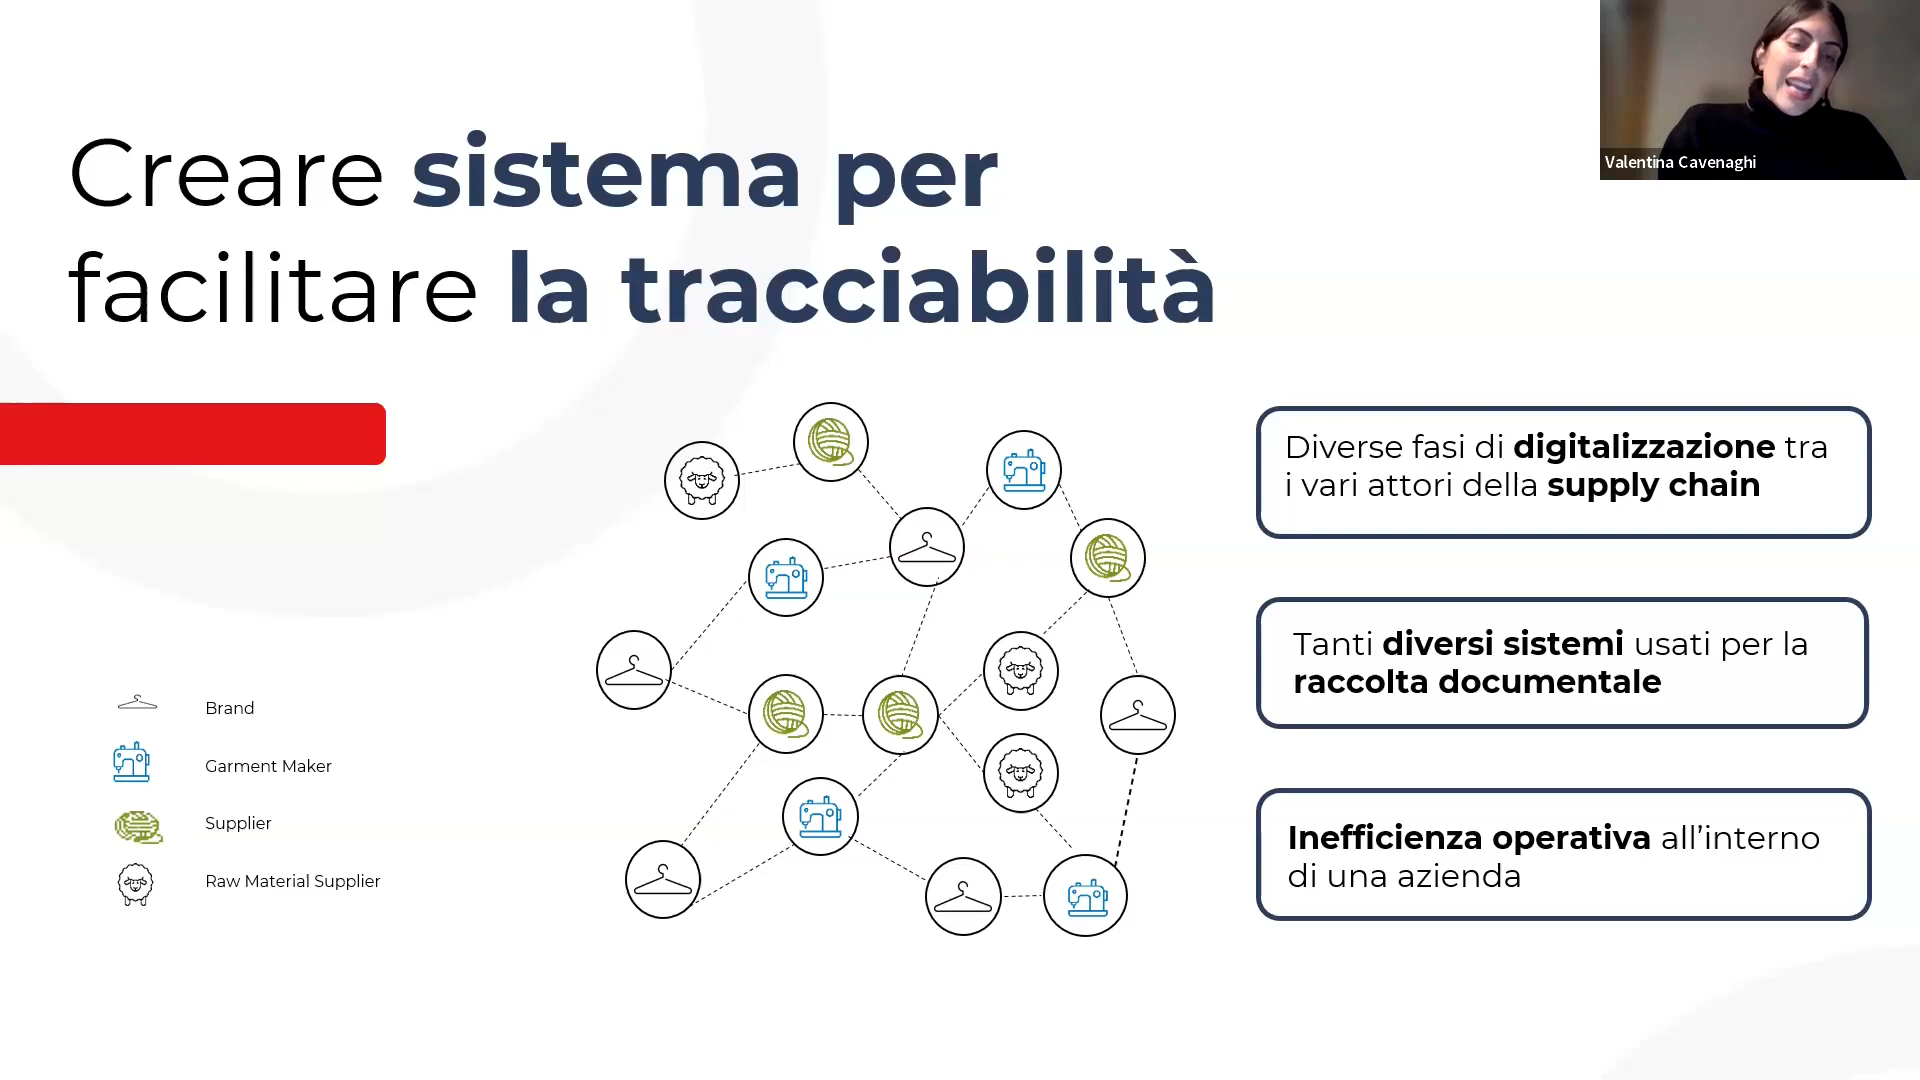 Creare sistema per
facilitare la tracciabilità
Valentina Cavenaghi
Diverse fasi di digitalizzazione tra
i vari attori della supply chain
Tanti diversi sistemi usati per la
raccolta documentale
Inefficienza operativa all’interno
di una azienda
Brand
Garment Maker
Supplier
Raw Material Supplier